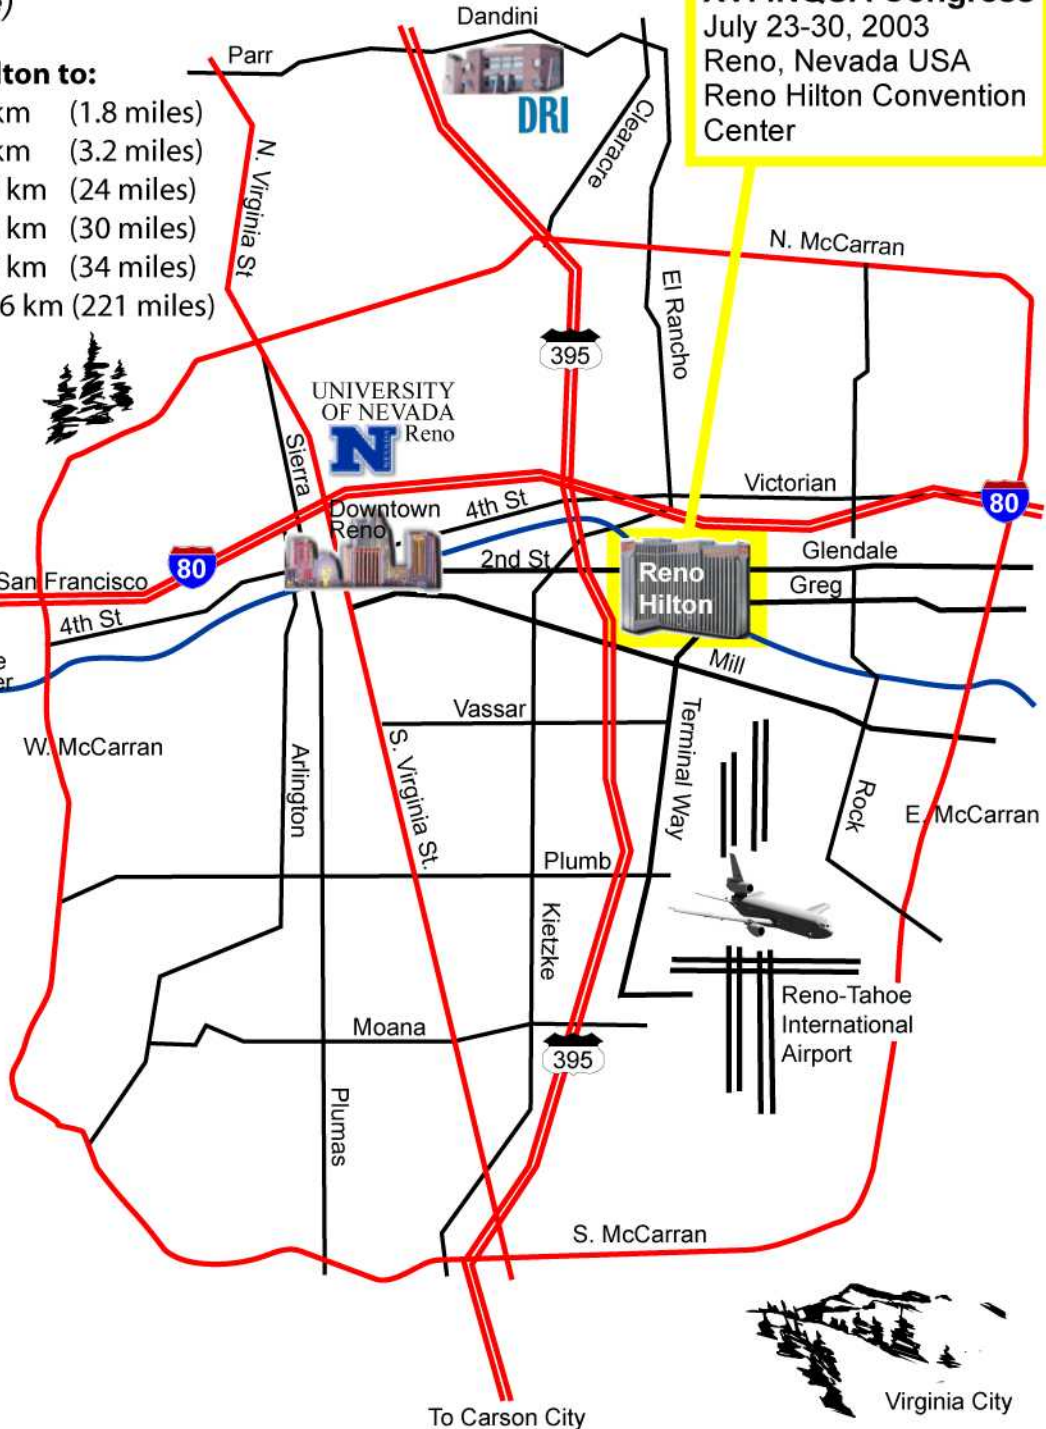 July 23-30, 2003
Reno, Nevada USA
Reno Hilton Convention
Center
to:
km (1.8 miles)
km (3.2 miles)
km (24 miles)
km (30 miles)
km (34 miles)
6 km (221 miles)
Dandini
Parr
DRI
Clearacre
N. Virginia St
N. McCarran
El Rancho
395
UNIVERSITY
OF NEVADA
Reno
N
Sierra
Victorian
80
4th St
Downtown
Reno
80
2nd St
Glendale
San Francisco
Reno
Hilton
Greg
4th St
Mill
Vassar
W. McCarran
Arlington
S. Virginia St.
Terminal Way
Rock
E. McCarran
Plumb
Kietzke
Reno-Tahoe
International
Airport
Moana
395
Plumas
S. McCarran
Virginia City
To Carson City